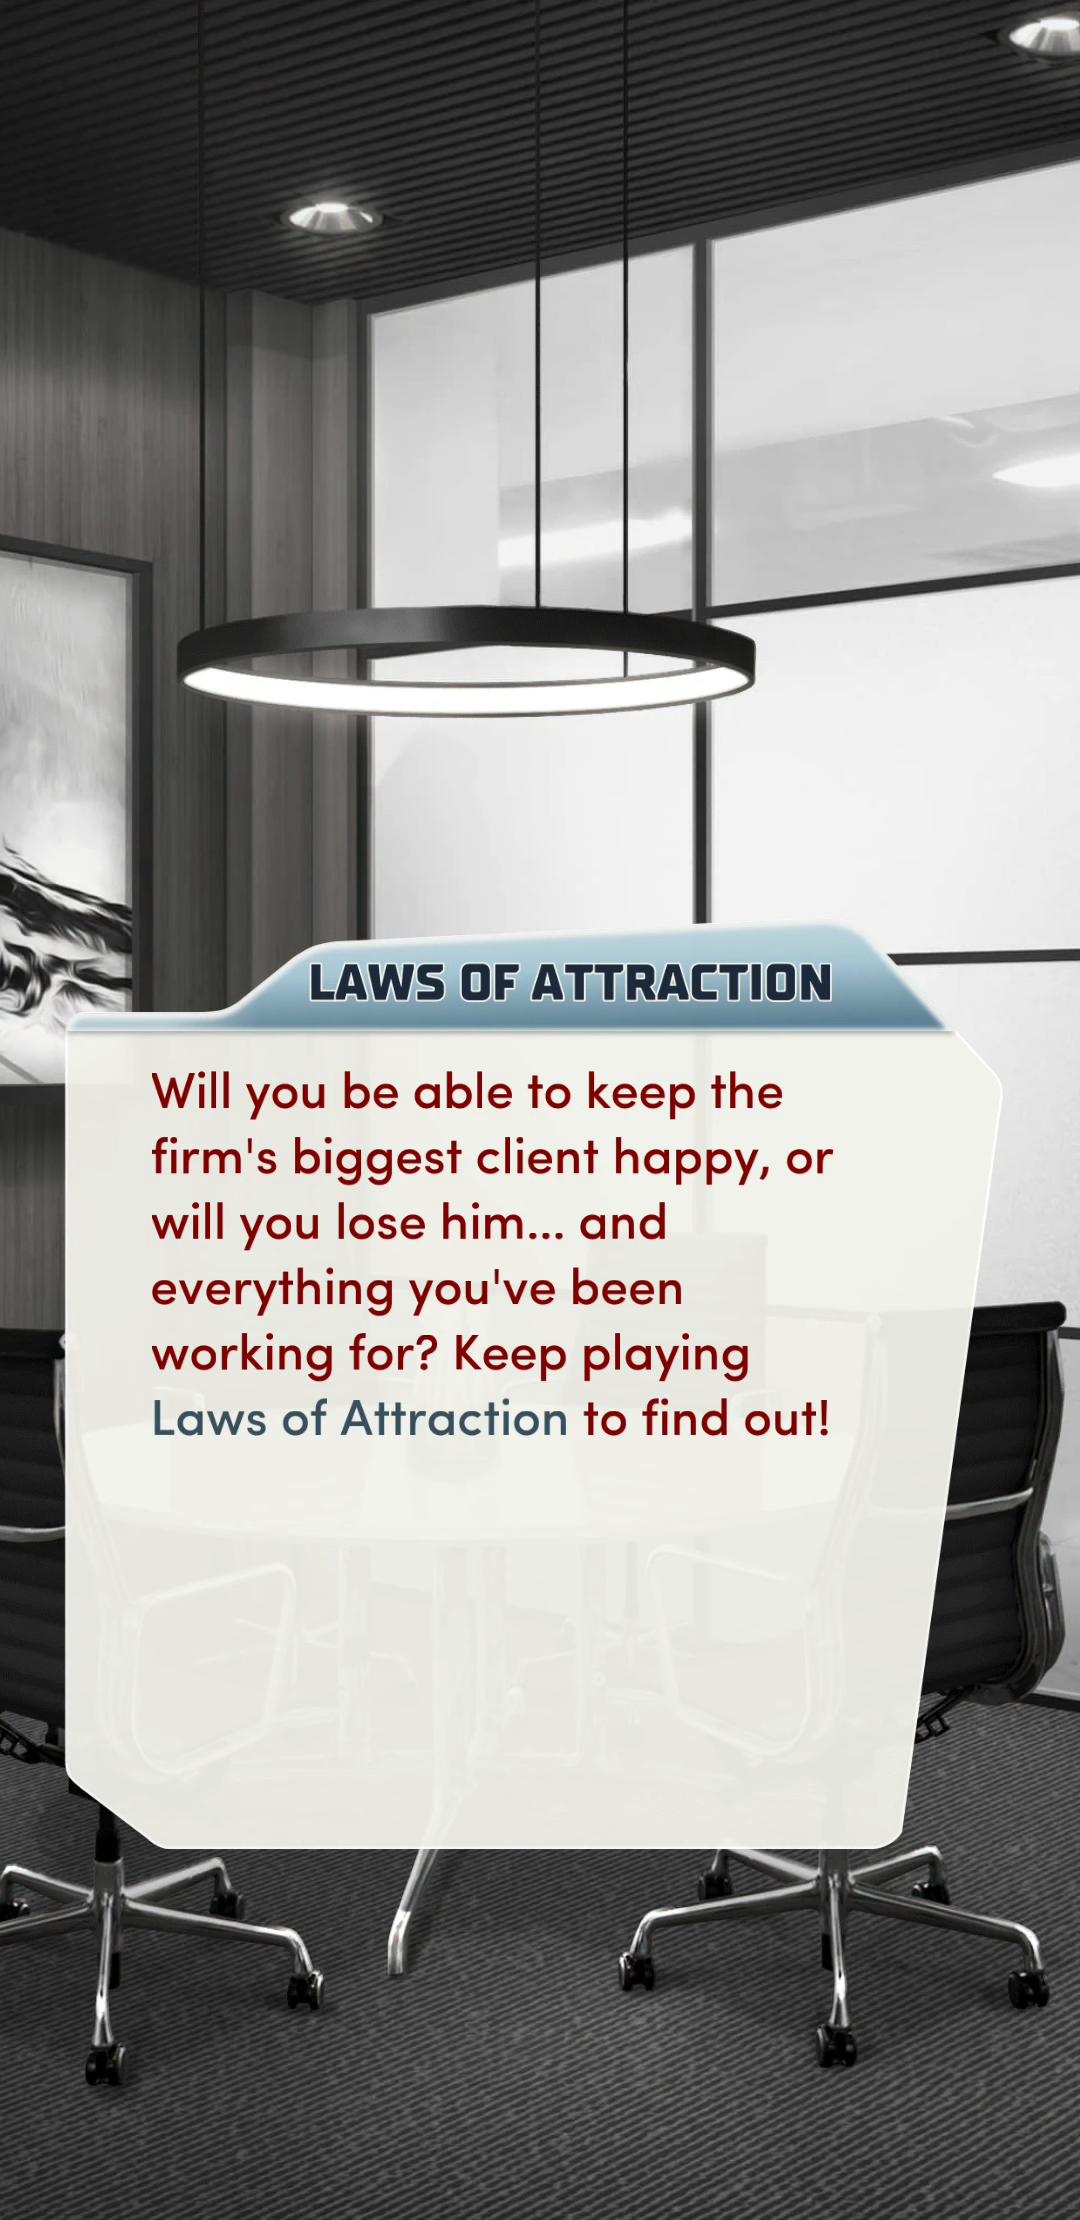 LAWS OF ATTRACTION
Will you be able to keep the
firm's biggest client happy, or
will you lose him... and
everything you've been
working for? Keep playing
Laws of Attraction to find out!